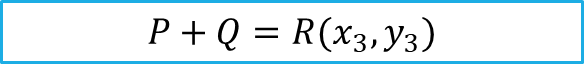 P + Q = R(x₃, y₃)